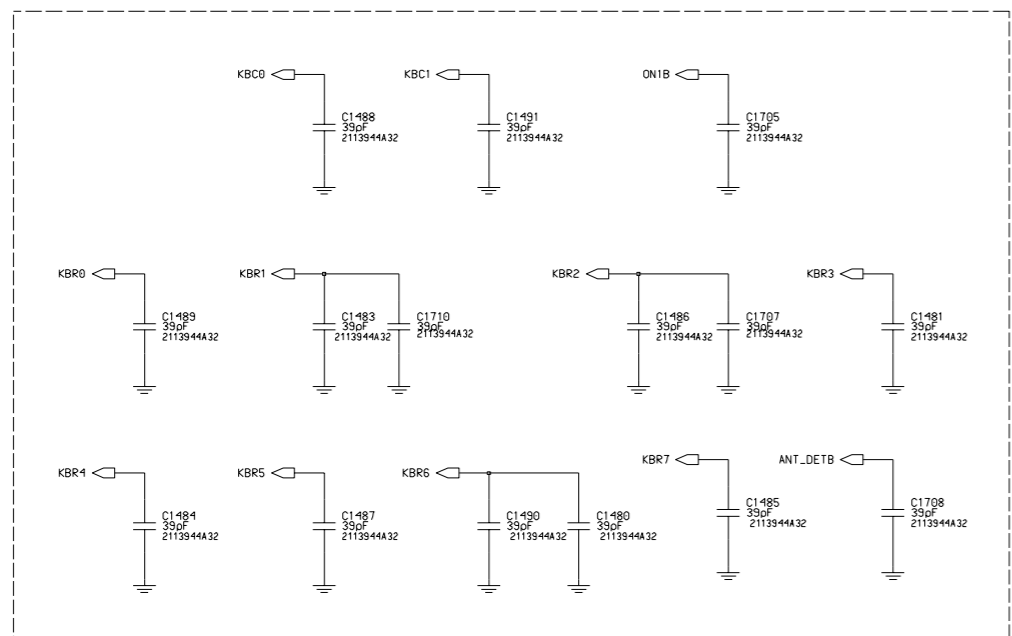 KBC0
C1488
39pF
2113944A32
KBC1
C1491
39pF
2113944A32
ON1B
C1705
39pF
2113944A32
KBR0
C1489
39pF
2113944A32
KBR1
C1483
39pF
2113944A32
C1710
39pF
2113944A32
KBR2
C1486
39pF
2113944A32
C1707
39pF
2113944A32
KBR3
C1481
39pF
2113944A32
KBR4
C1484
39pF
2113944A32
KBR5
C1487
39pF
2113944A32
KBR6
C1490
39pF
2113944A32
C1480
39pF
2113944A32
KBR7
C1485
39pF
2113944A32
ANT_DETB
C1708
39pF
2113944A32